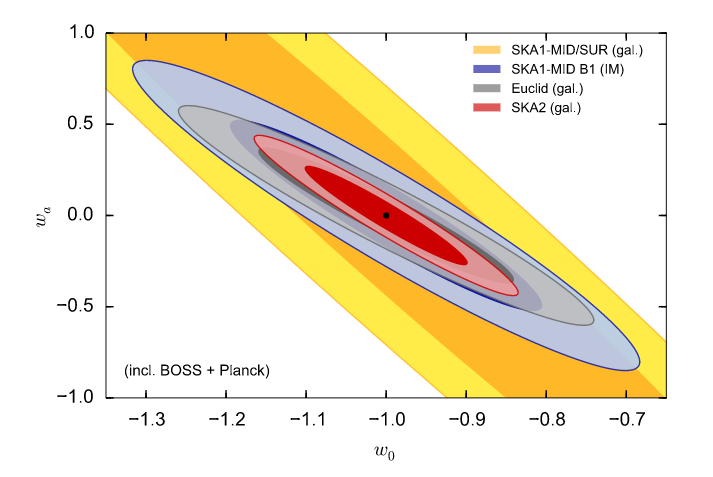 1.0
0.5
0.0
−0.5
−1.0
w_a
SKA1-MID/SUR (gal.)
SKA1-MID B1 (IM)
Euclid (gal.)
SKA2 (gal.)
(incl. BOSS + Planck)
−1.3 −1.2 −1.1 −1.0 −0.9 −0.8 −0.7
w_0